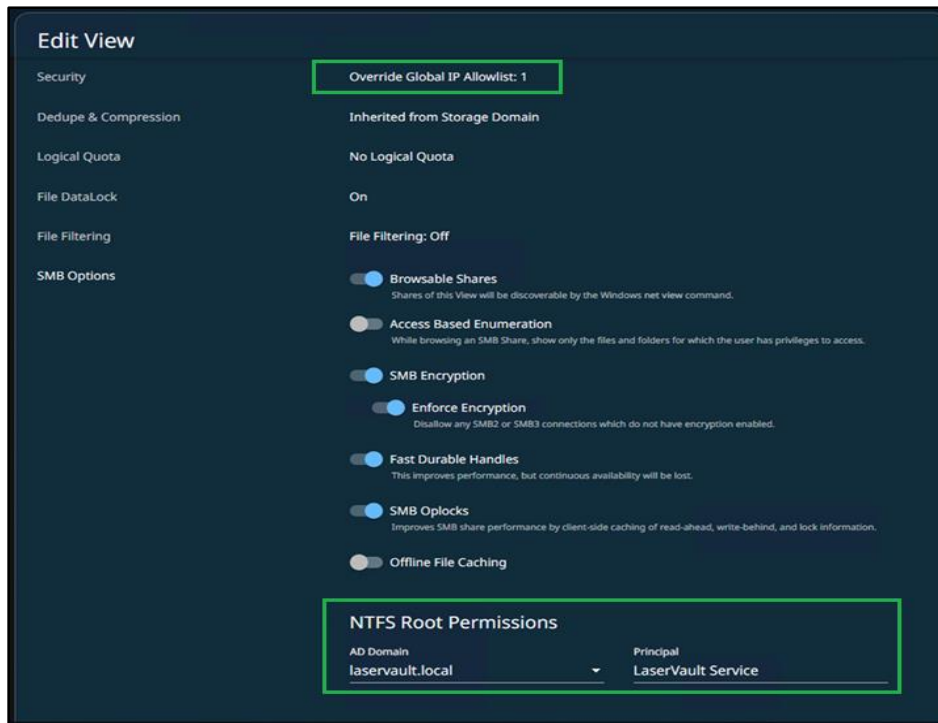 Edit View
Security
Override Global IP Allowlist: 1
Dedupe & Compression
Inherited from Storage Domain
Logical Quota
No Logical Quota
File DataLock
On
File Filtering
File Filtering: Off
SMB Options
Browsable Shares
Shares of this View will be discoverable by the Windows net view command.
Access Based Enumeration
While browsing an SMB Share, show only the files and folders for which the user has privileges to access.
SMB Encryption
Enforce Encryption
Disallow any SMB2 or SMB3 connections which do not have encryption enabled.
Fast Durable Handles
This improves performance, but continuous availability will be lost.
SMB Oplocks
Improves SMB share performance by client-side caching of read-ahead, write-behind, and lock information.
Offline File Caching
NTFS Root Permissions
AD Domain
laservault.local
Principal
LaserVault Service